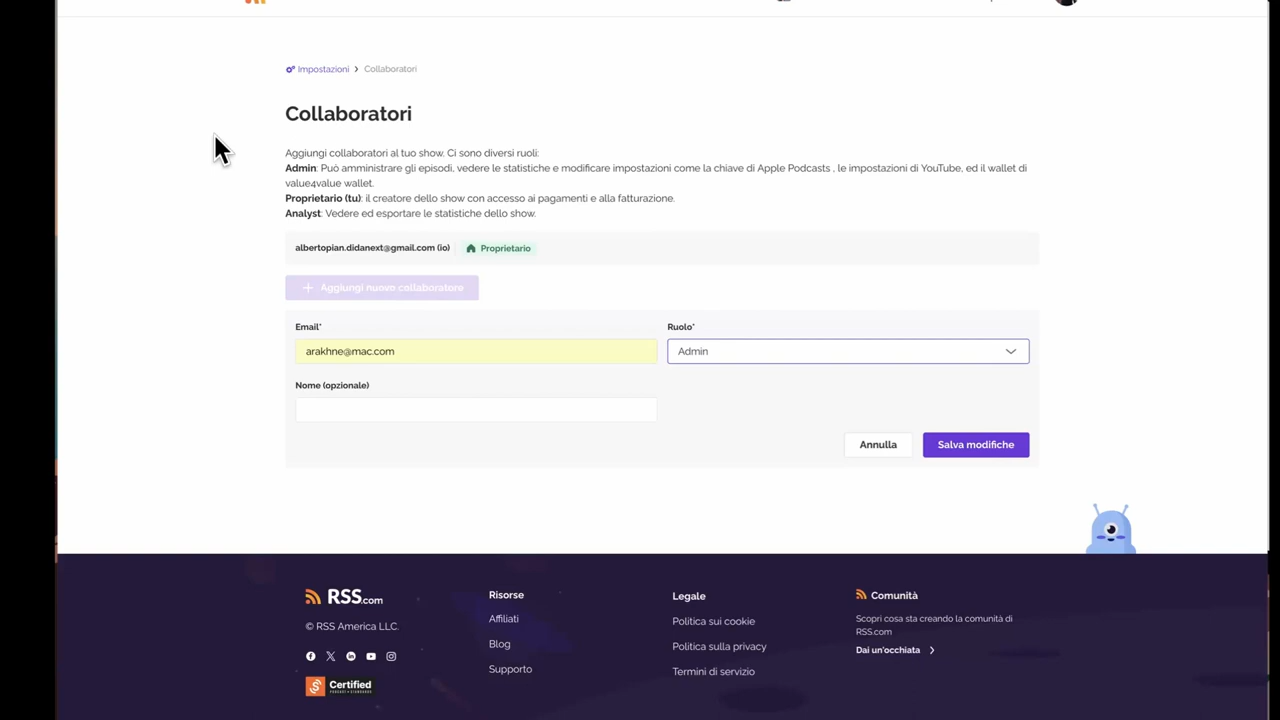 Impostazioni > Collaboratori
Collaboratori
Aggiungi collaboratori al tuo show. Ci sono diversi ruoli:
Admin: Può amministrare gli episodi, vedere le statistiche e modificare impostazioni come la chiave di Apple Podcasts , le impostazioni di YouTube, ed il wallet di
value4value wallet.
Proprietario (tu): il creatore dello show con accesso ai pagamenti e alla fatturazione.
Analyst: Vedere ed esportare le statistiche dello show.
albertopian.didanext@gmail.com (io) Proprietario
+ Aggiungi nuovo collaboratore
Email* Ruolo*
arakhne@mac.com Admin
Nome (opzionale)
Annulla Salva modifiche
RSS.com Risorse Legale Comunità
Affiliati Politica sui cookie Scopri cosa sta creando la comunità di
© RSS America LLC. RSS.com
Blog Politica sulla privacy Dai un'occhiata >
Supporto Termini di servizio
Certified